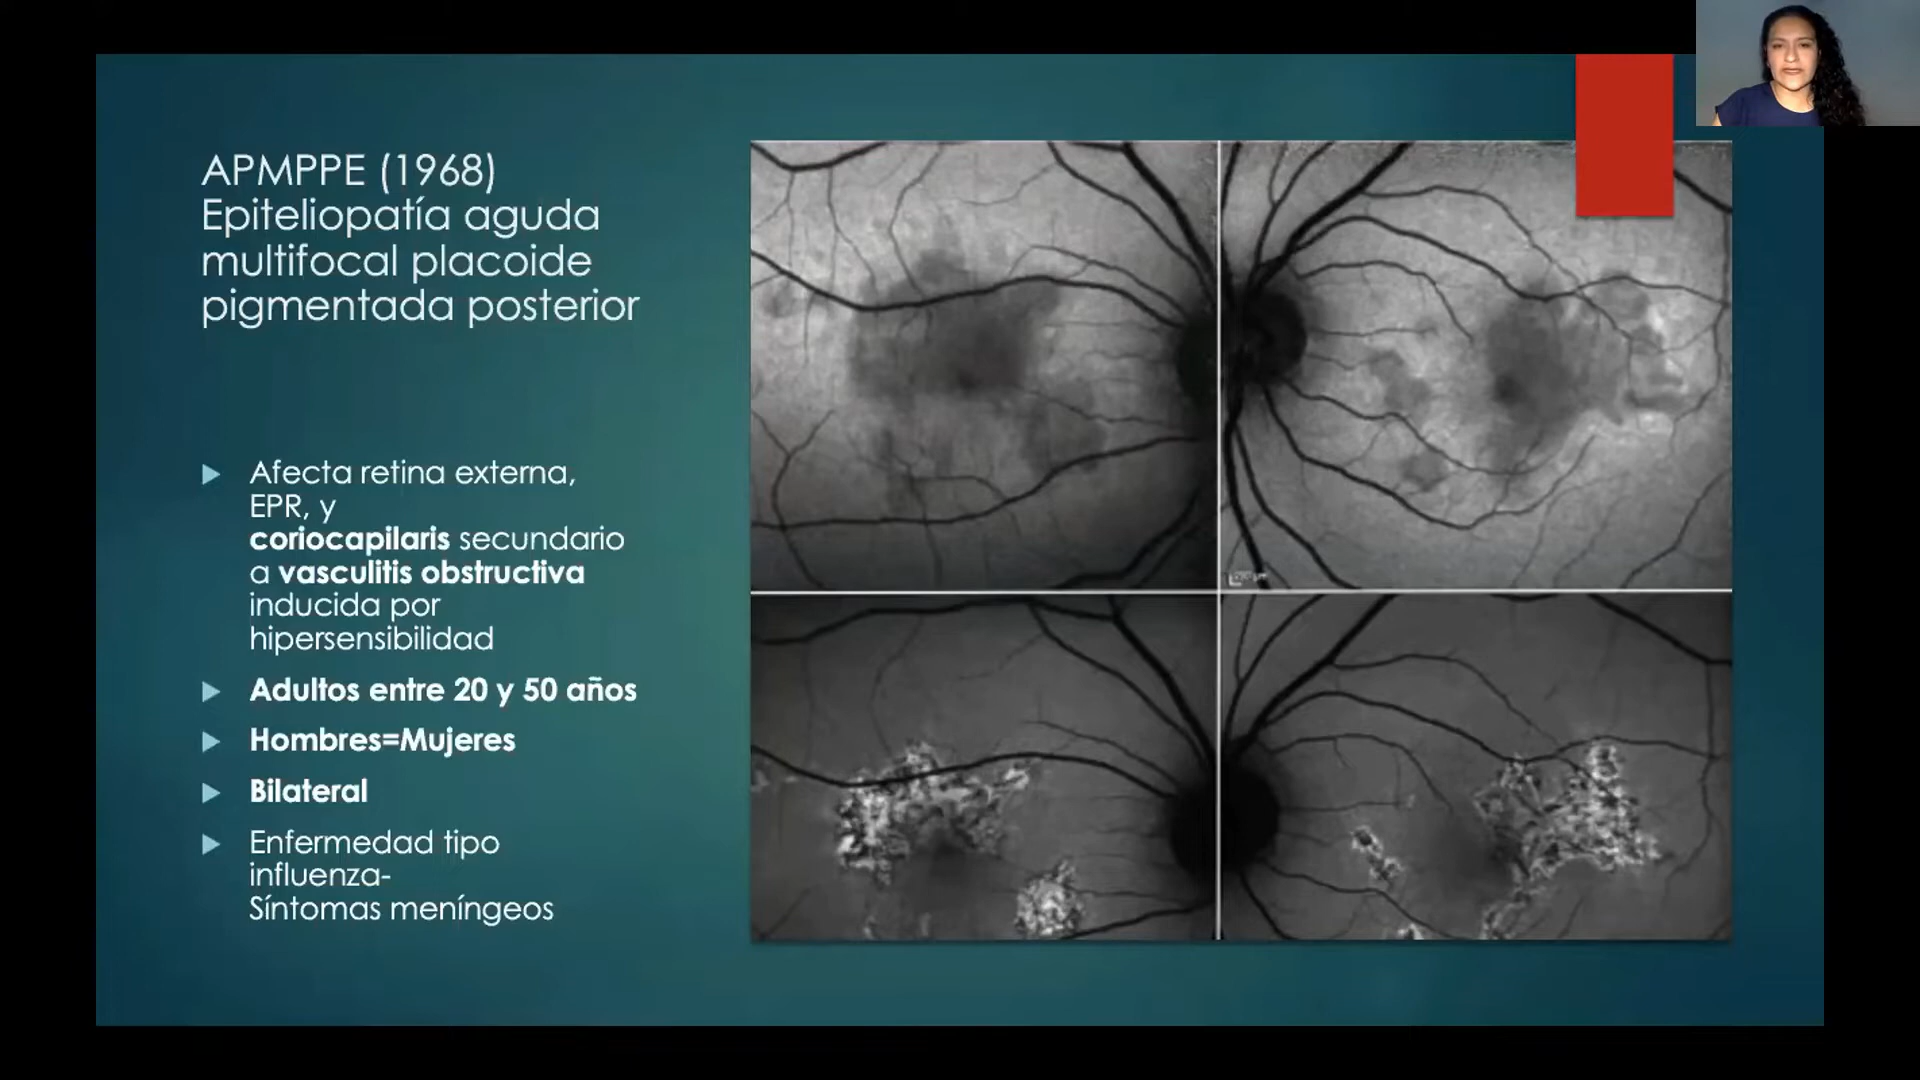 APMPPE (1968)
Epiteliopatía aguda
multifocal placoide
pigmentada posterior
Afecta retina externa,
EPR, y
coriocapilaris secundario
a vasculitis obstructiva
inducida por
hipersensibilidad
Adultos entre 20 y 50 años
Hombres=Mujeres
Bilateral
Enfermedad tipo
influenza-
Síntomas meníngeos